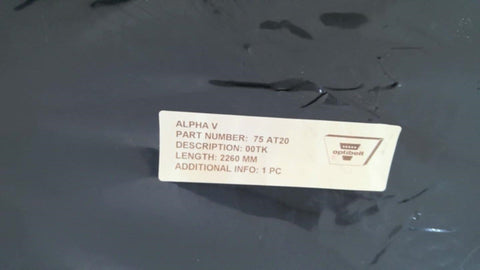 ALPHA V
PART NUMBER: 75 AT20
DESCRIPTION: 00TK
LENGTH: 2260 MM
ADDITIONAL INFO: 1 PC
optibelt